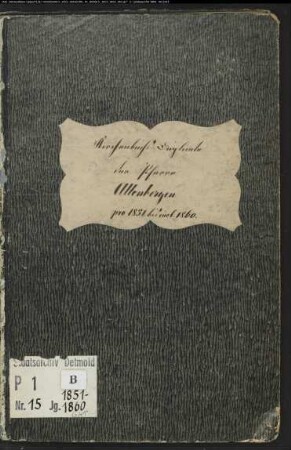 Kirchenbuchs-Duplicate
der Pfarre
Altenbergen
pro 1851 bis incl. 1860.
Staatsarchiv Detmold
P 1
B
1851-
Nr. 15
Jg. 1860